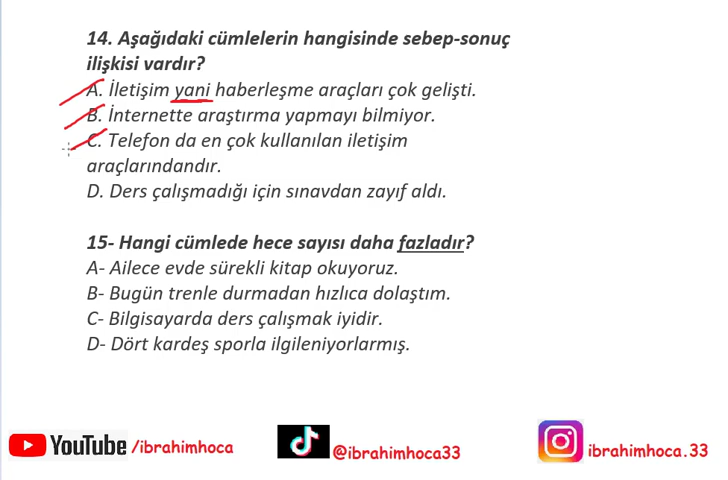 14. Aşağıdaki cümlelerin hangisinde sebep-sonuç
ilişkisi vardır?
A. İletişim yani haberleşme araçları çok gelişti.
B. İnternette araştırma yapmayı bilmiyor.
C. Telefon da en çok kullanılan iletişim
araçlarındandır.
D. Ders çalışmadığı için sınavdan zayıf aldı.
15- Hangi cümlede hece sayısı daha fazladır?
A- Ailece evde sürekli kitap okuyoruz.
B- Bugün trenle durmadan hızlıca dolaştım.
C- Bilgisayarda ders çalışmak iyidir.
D- Dört kardeş sporla ilgileniyorlarmış.
YouTube /ibrahimhoca
@ibrahimhoca33
ibrahimhoca.33